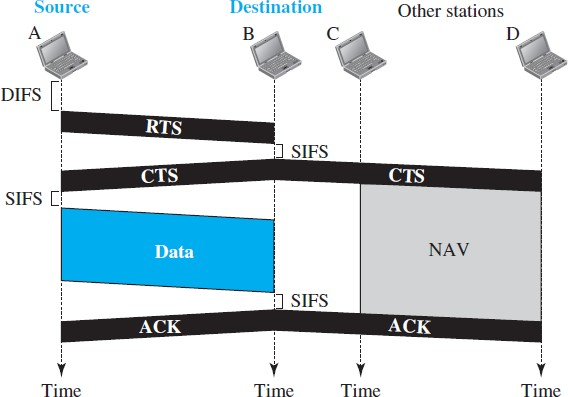 Source
Destination
Other stations
A
B
C
D
DIFS
RTS
SIFS
CTS
CTS
SIFS
Data
NAV
SIFS
ACK
ACK
Time
Time
Time
Time